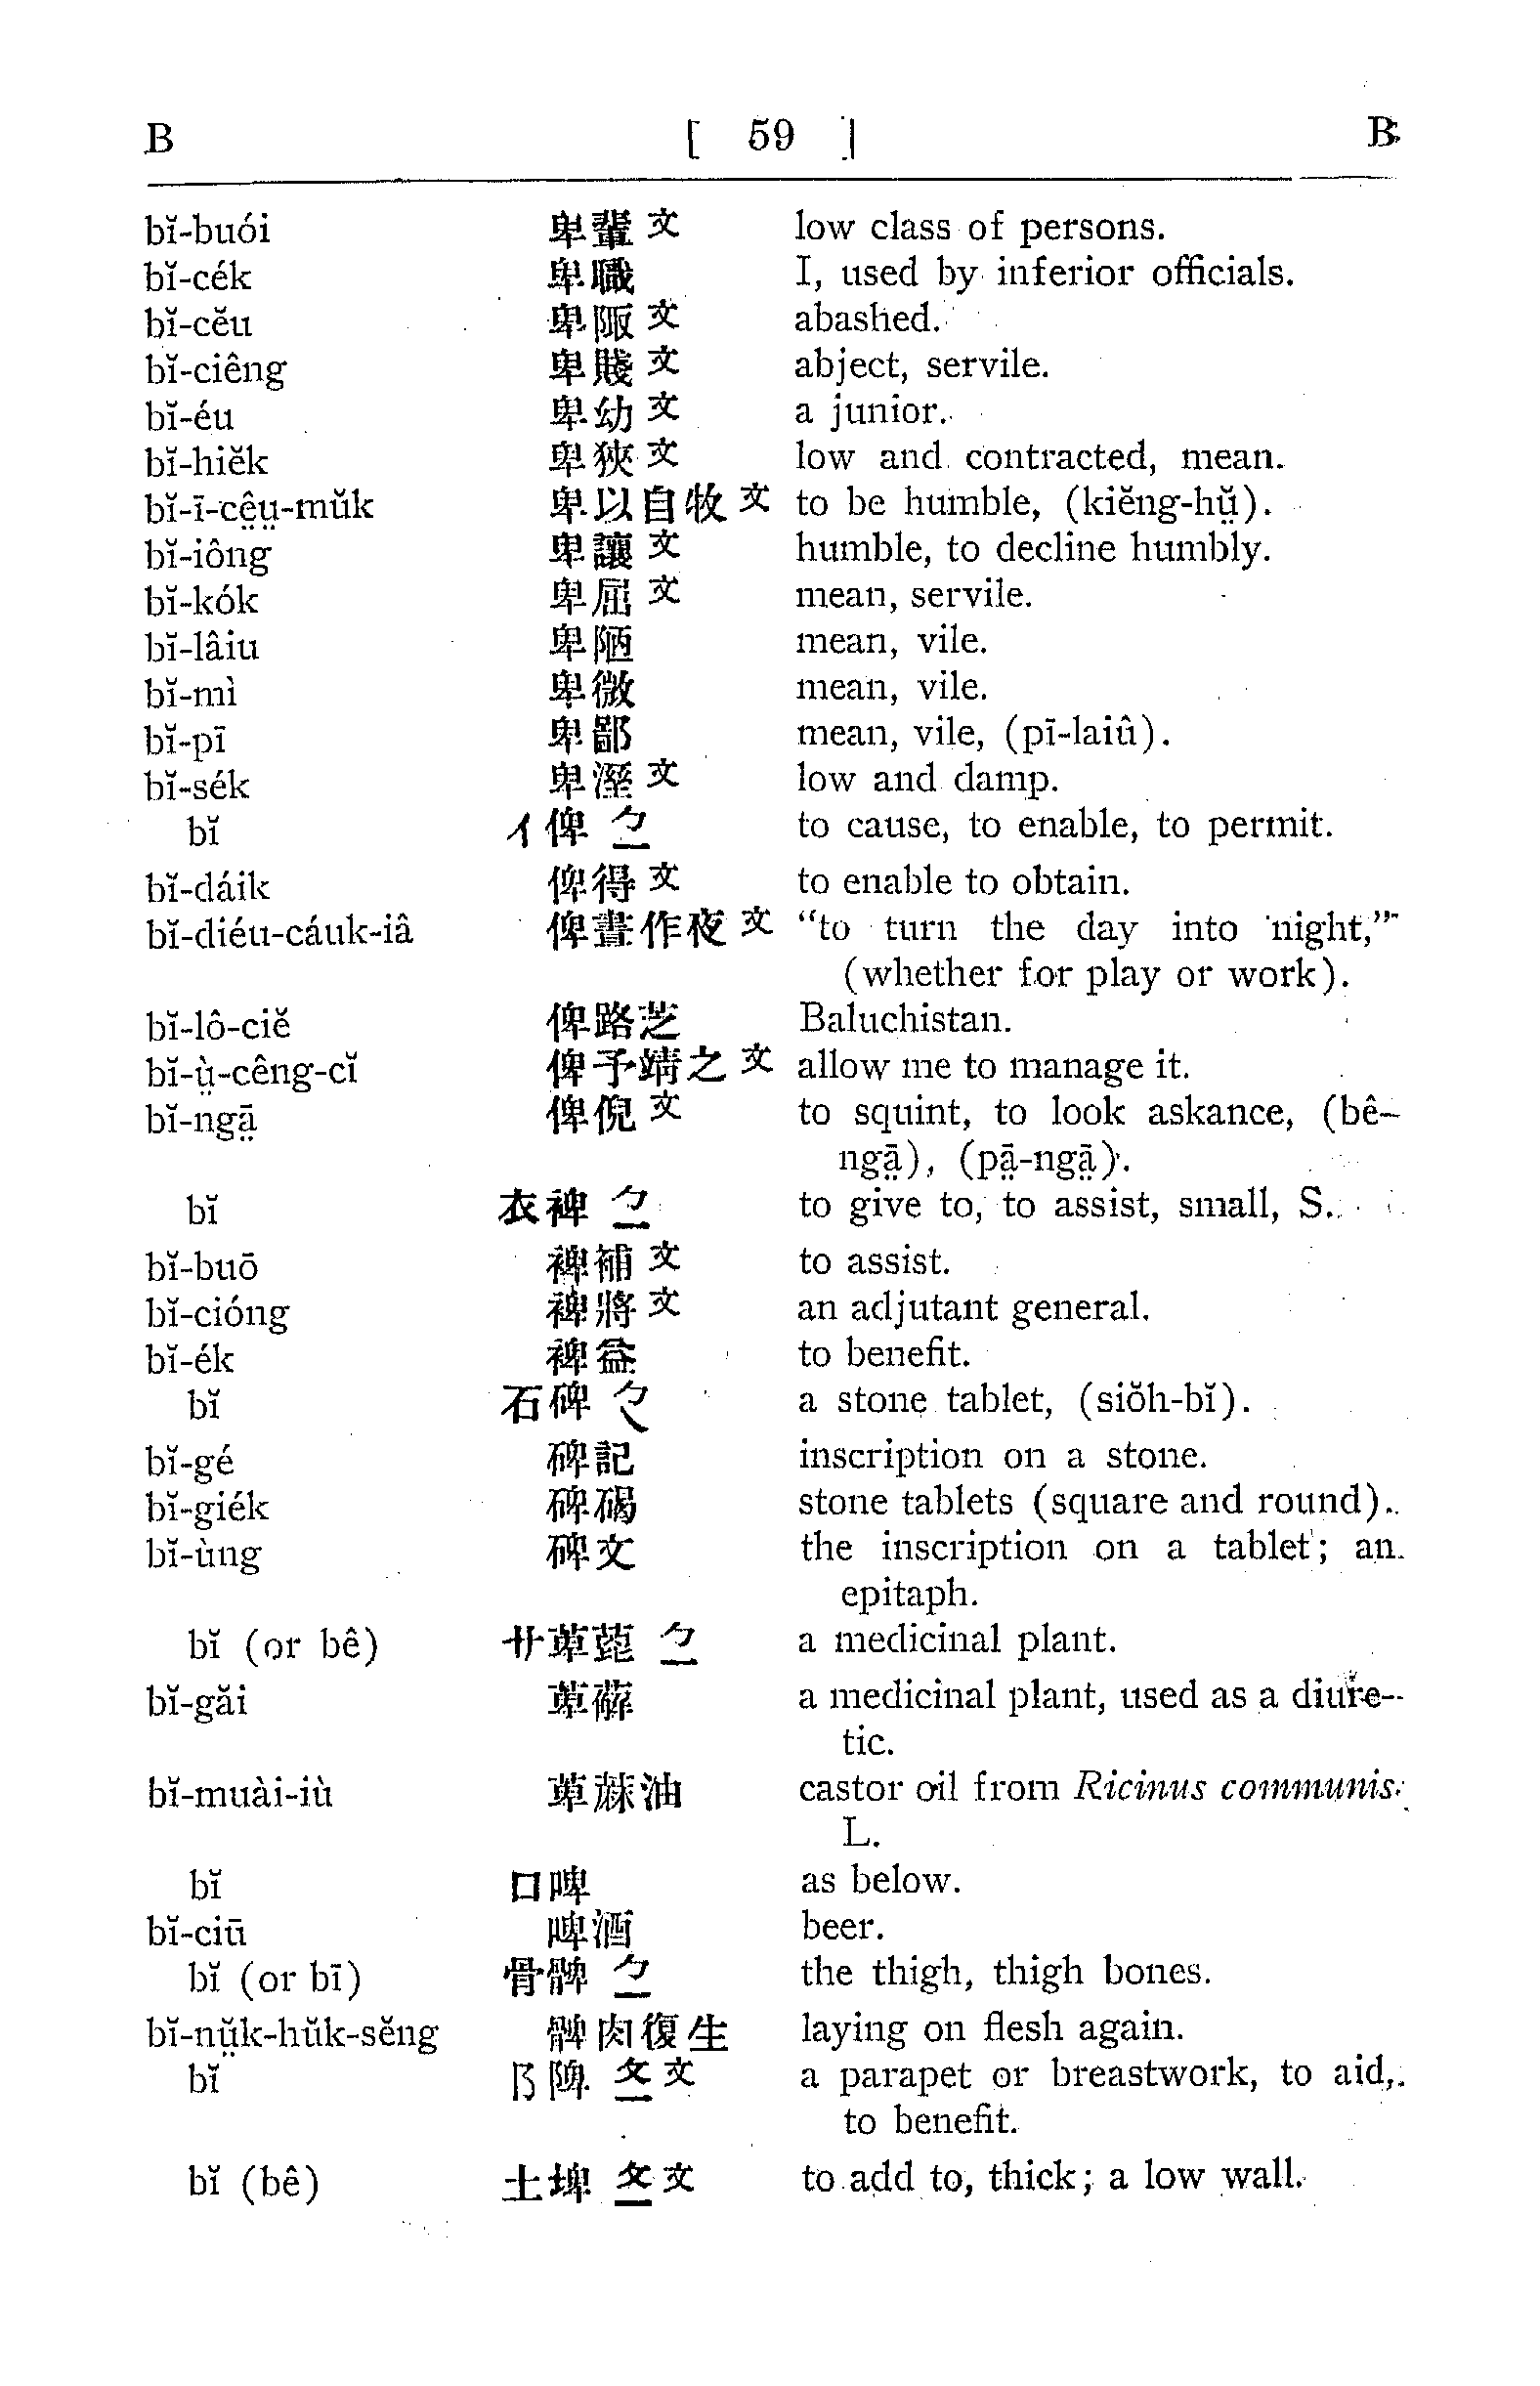 B [ 59 ] B
bĭ-buói 卑輩文 low class of persons.
bĭ-cék 卑職 I, used by inferior officials.
bĭ-cĕu 卑陬文 abashed.
bĭ-ciêng 卑賤文 abject, servile.
bĭ-éu 卑幼文 a junior.
bĭ-hiĕk 卑狹文 low and contracted, mean.
bĭ-ī-cê̤ṳ-mŭk 卑以自牧文 to be humble, (kiĕng-hṳ̆).
bĭ-iông 卑讓文 humble, to decline humbly.
bĭ-kók 卑屈文 mean, servile.
bĭ-lâiu 卑陋 mean, vile.
bĭ-mì 卑微 mean, vile.
bĭ-pī 卑鄙 mean, vile, (pī-laiû).
bĭ-sék 卑溼文 low and damp.
bĭ 亻俾 ㄅ to cause, to enable, to permit.
bĭ-dáik 俾得文 to enable to obtain.
bĭ-diéu-cáuk-iâ 俾晝作夜文 “to turn the day into night,”
(whether for play or work).
bĭ-lô-ciĕ 俾路芝 Baluchistan.
bĭ-ṳ̀-cêng-cĭ 俾予靖之文 allow me to manage it.
bĭ-ngā̤ 俾倪文 to squint, to look askance, (bê-
ngā̤), (pā̤-ngā̤).
bĭ 衣裨 ㄅ to give to, to assist, small, S.
bĭ-buō 裨補文 to assist.
bĭ-cióng 裨將文 an adjutant general.
bĭ-ék 裨益 to benefit.
bĭ 石碑 ㄅ a stone tablet, (siŏh-bĭ).
bĭ-gé 碑記 inscription on a stone.
bĭ-giék 碑碣 stone tablets (square and round).
bĭ-ùng 碑文 the inscription on a tablet; an
epitaph.
bĭ (or bê) 艹萆蓖 ㄅ a medicinal plant.
bĭ-găi 萆薢 a medicinal plant, used as a diure-
tic.
bĭ-muài-iù 萆蔴油 castor oil from Ricinus communis
L.
bĭ 口啤 as below.
bĭ-ciū 啤酒 beer.
bĭ (or bī) 骨髀 ㄅ the thigh, thigh bones.
bĭ-nṳ̆k-hŭk-sĕng 髀肉復生 laying on flesh again.
bĭ 阝陴 ㄆ文 a parapet or breastwork, to aid,
to benefit.
bĭ (bê) 土埤 ㄆ文 to add to, thick; a low wall.